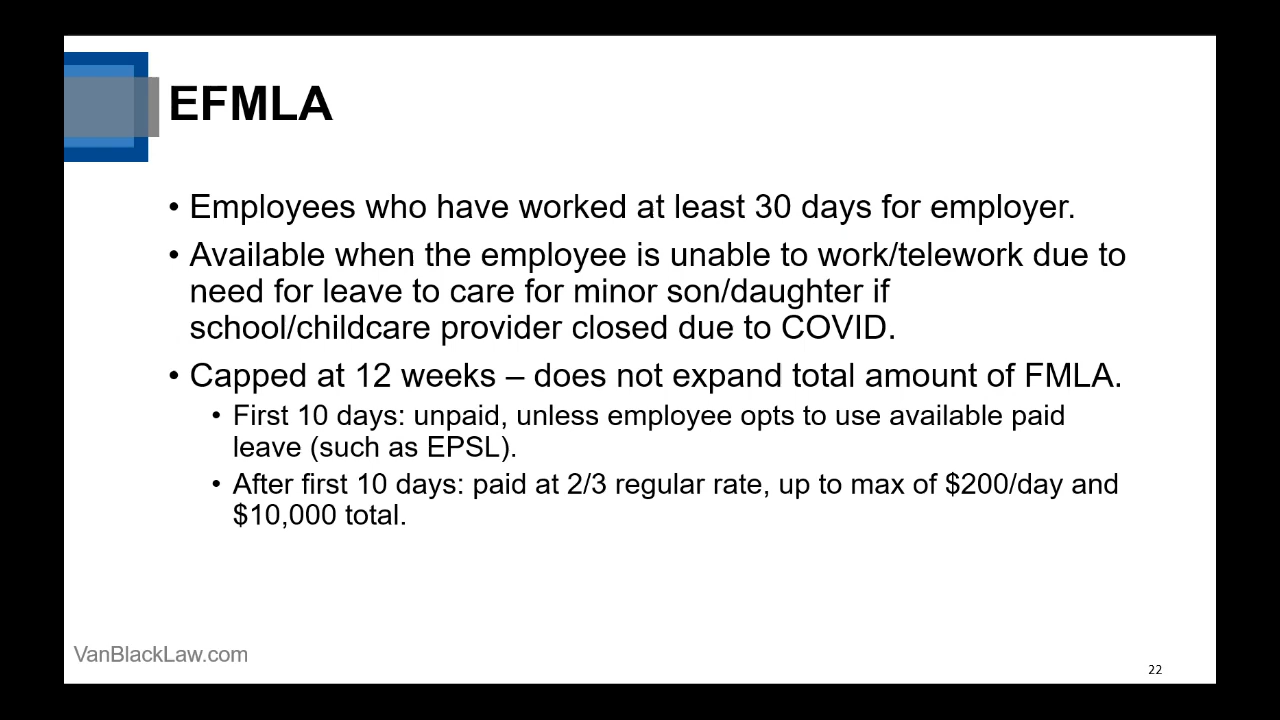 EFMLA
• Employees who have worked at least 30 days for employer.
• Available when the employee is unable to work/telework due to
need for leave to care for minor son/daughter if
school/childcare provider closed due to COVID.
• Capped at 12 weeks – does not expand total amount of FMLA.
• First 10 days: unpaid, unless employee opts to use available paid
leave (such as EPSL).
• After first 10 days: paid at 2/3 regular rate, up to max of $200/day and
$10,000 total.
VanBlackLaw.com
22